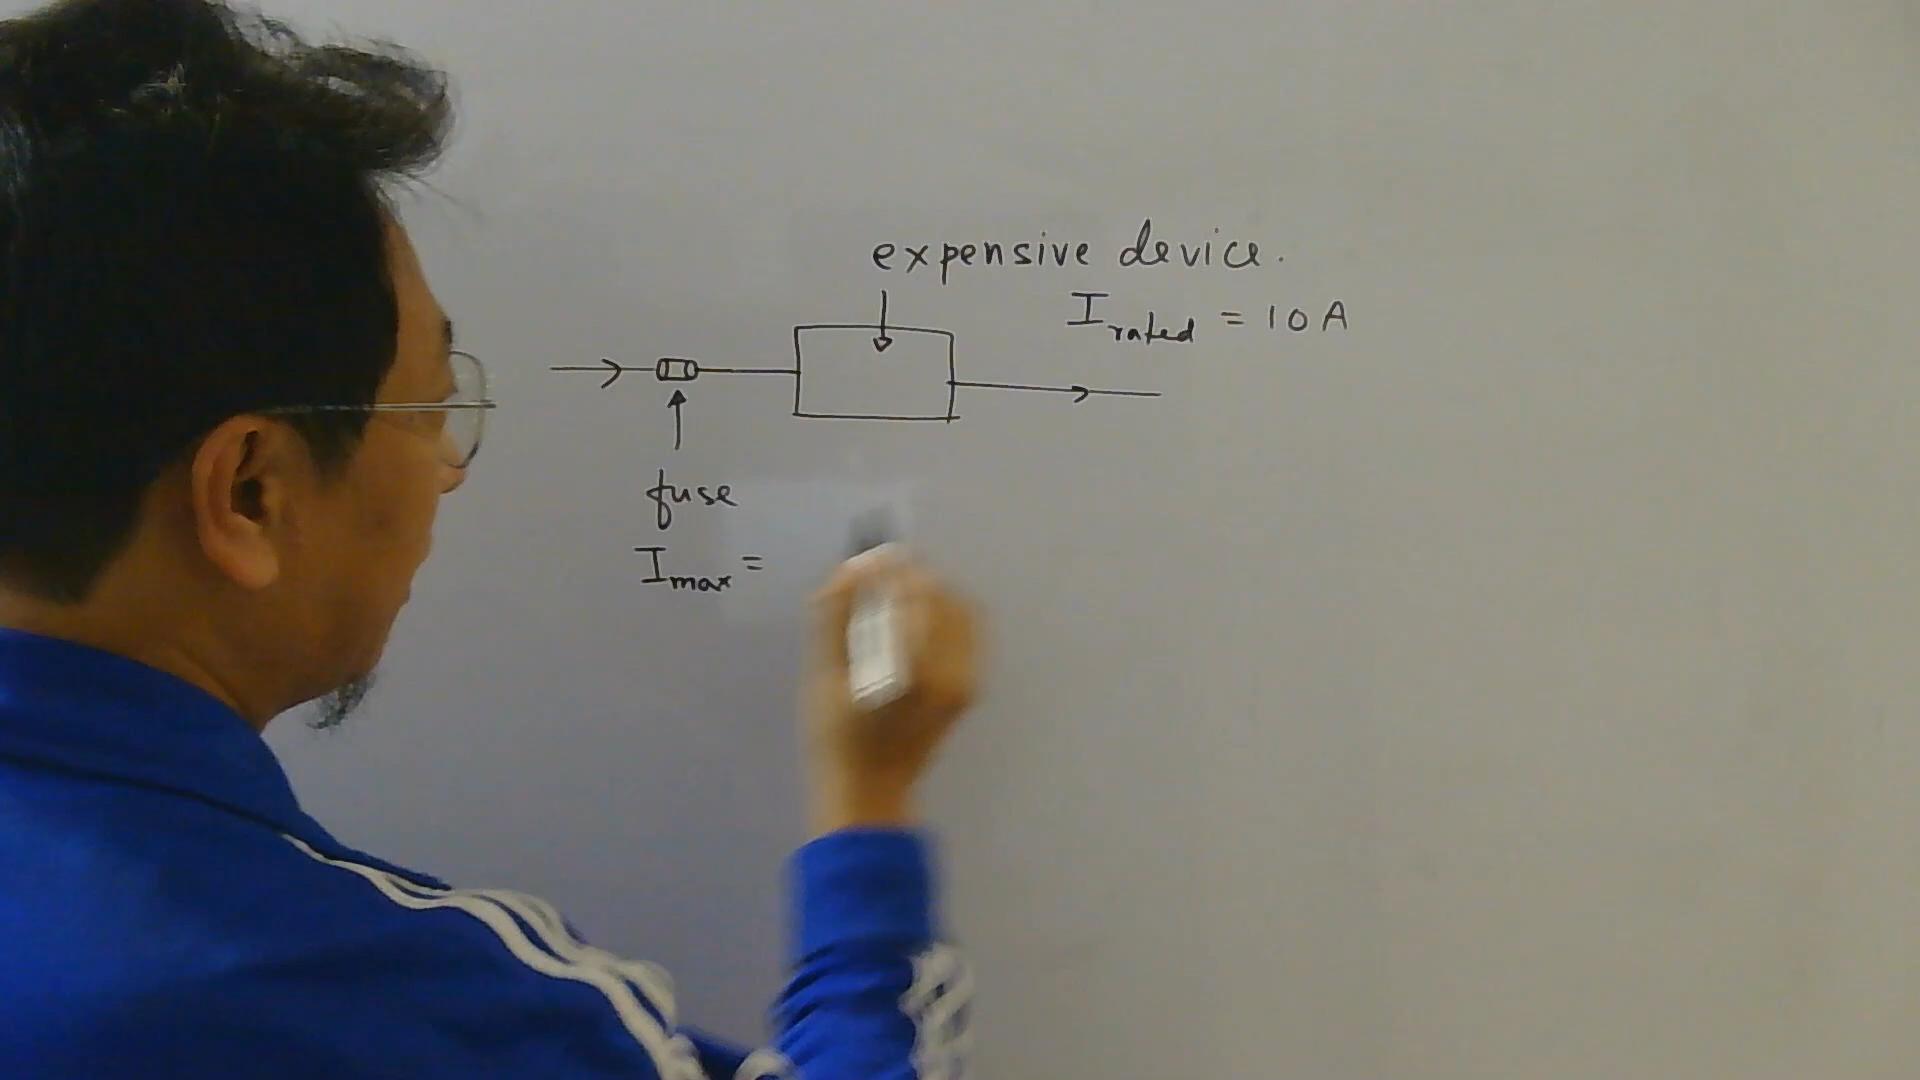 expensive device.
I rated = 10 A
fuse
I max =